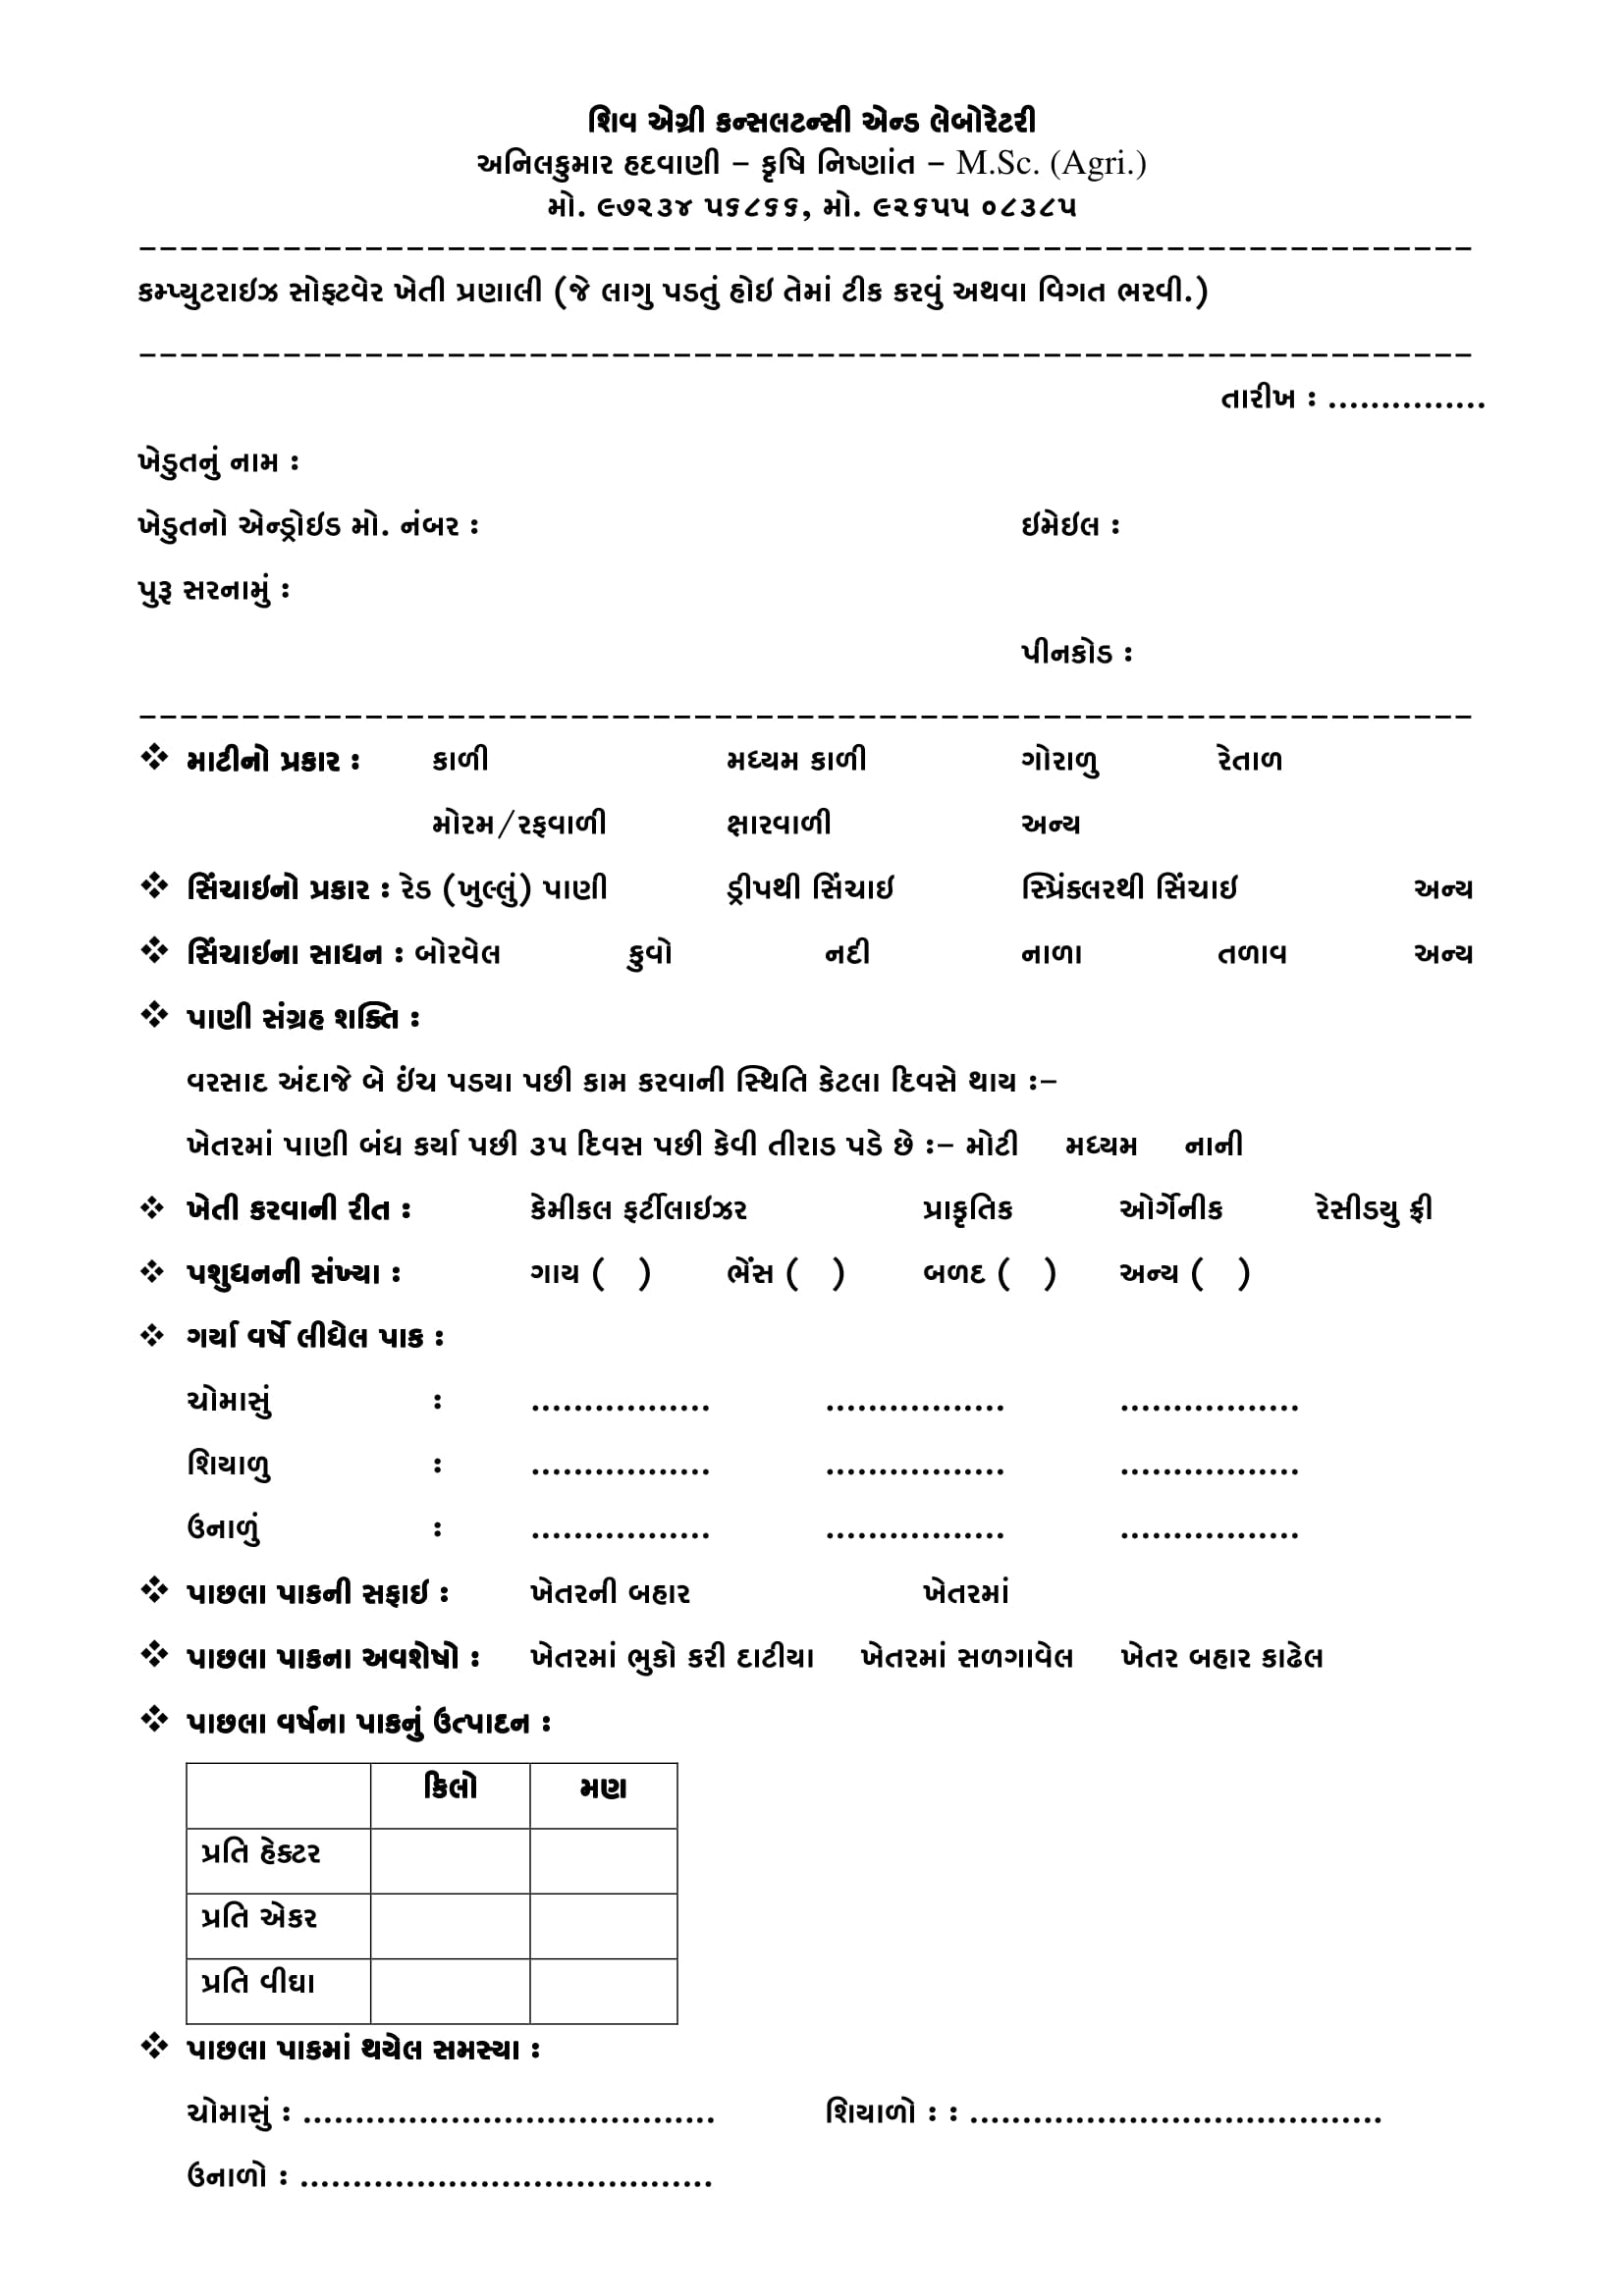 શિવ એગ્રી કન્સલટન્સી એન્ડ લેબોરેટરી
અનિલકુમાર હદવાણી – કૃષિ નિષ્ણાંત – M.Sc. (Agri.)
મો. ૯૭૨૩૪ ૫૬૮૬૬, મો. ૯૨૬૫૫ ૦૮૩૮૫
કમ્પ્યુટરાઇઝ સોફ્ટવેર ખેતી પ્રણાલી (જે લાગુ પડતું હોઇ તેમાં ટીક કરવું અથવા વિગત ભરવી.)
તારીખ : ...............
ખેડુતનું નામ :
ખેડુતનો એન્ડ્રોઇડ મો. નંબર : ઇમેઇલ :
પુરૂ સરનામું :
પીનકોડ :
❖ માટીનો પ્રકાર : કાળી મધ્યમ કાળી ગોરાળુ રેતાળ
મોરમ/રફવાળી ક્ષારવાળી અન્ય
❖ સિંચાઇનો પ્રકાર : રેડ (ખુલ્લું) પાણી ડ્રીપથી સિંચાઇ સ્પ્રિંક્લરથી સિંચાઇ અન્ય
❖ સિંચાઇના સાધન : બોરવેલ કુવો નદી નાળા તળાવ અન્ય
❖ પાણી સંગ્રહ શક્તિ :
વરસાદ અંદાજે બે ઈંચ પડયા પછી કામ કરવાની સ્થિતિ કેટલા દિવસે થાય :–
ખેતરમાં પાણી બંધ કર્યા પછી ૩૫ દિવસ પછી કેવી તીરાડ પડે છે :– મોટી મધ્યમ નાની
❖ ખેતી કરવાની રીત : કેમીકલ ફર્ટીલાઇઝર પ્રાકૃતિક ઓર્ગેનીક રેસીડયુ ફ્રી
❖ પશુધનની સંખ્યા : ગાય ( ) ભેંસ ( ) બળદ ( ) અન્ય ( )
❖ ગર્યા વર્ષે લીધેલ પાક :
ચોમાસું : ................. ................. .................
શિયાળુ : ................. ................. .................
ઉનાળું : ................. ................. .................
❖ પાછલા પાકની સફાઇ : ખેતરની બહાર ખેતરમાં
❖ પાછલા પાકના અવશેષો : ખેતરમાં ભુકો કરી દાટીયા ખેતરમાં સળગાવેલ ખેતર બહાર કાઢેલ
❖ પાછલા વર્ષના પાકનું ઉત્પાદન :
કિલો મણ
પ્રતિ હેક્ટર
પ્રતિ એકર
પ્રતિ વીઘા
❖ પાછલા પાકમાં થયેલ સમસ્યા :
ચોમાસું : ....................................... શિયાળો : : .......................................
ઉનાળો : .......................................